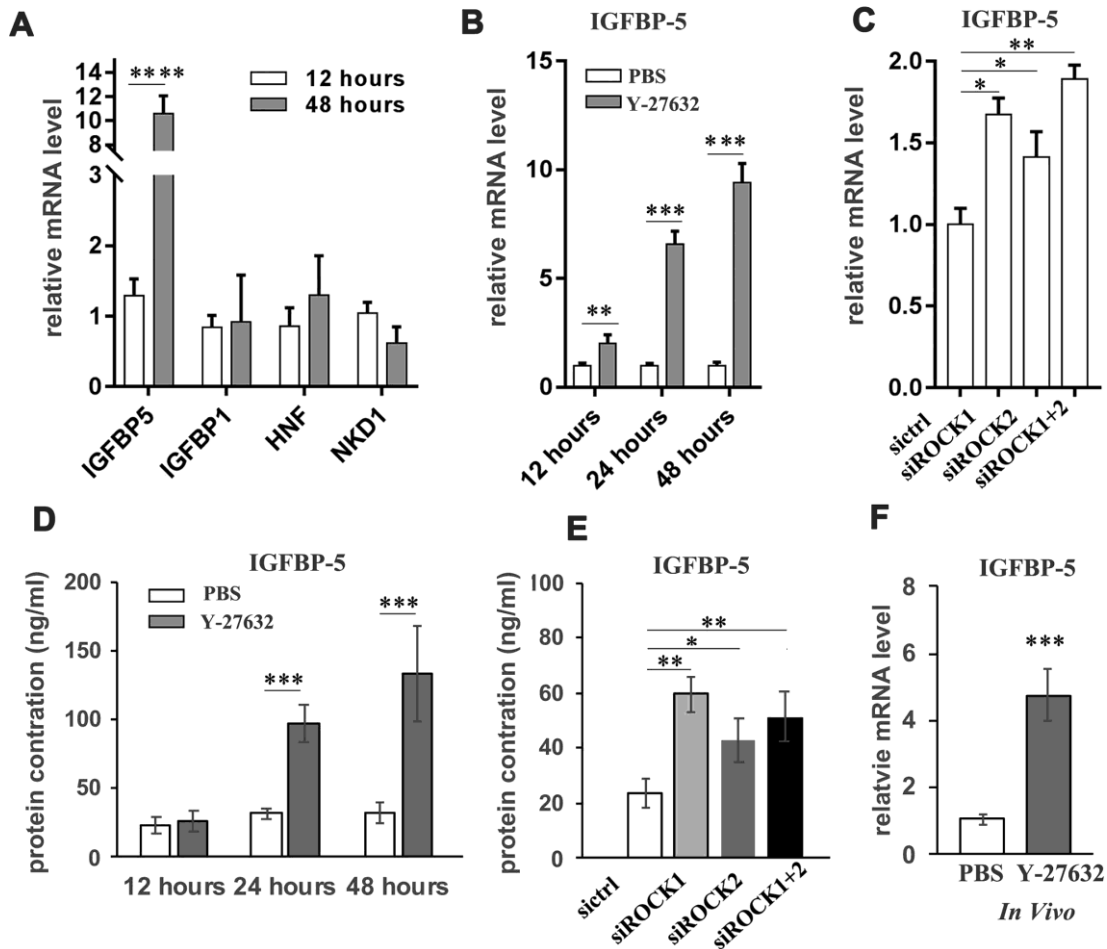 A
relative mRNA level
14
12
10
8
3
2
1
0
****
12 hours
48 hours
IGFBP5
IGFBP1
HNF
NKD1
B
IGFBP-5
relative mRNA level
15
10
5
0
PBS
Y-27632
**
***
***
12 hours
24 hours
48 hours
C
IGFBP-5
relative mRNA level
2.0
1.5
1.0
0.5
0.0
**
*
*
sictrl
siROCK1
siROCK2
siROCK1+2
D
IGFBP-5
protein contration (ng/ml)
200
150
100
50
0
PBS
Y-27632
***
***
12 hours
24 hours
48 hours
E
IGFBP-5
protein contration (ng/ml)
100
80
60
40
20
0
**
*
**
sictrl
siROCK1
siROCK2
siROCK1+2
F
IGFBP-5
relatvie mRNA level
8
6
4
2
0
***
PBS
Y-27632
In Vivo